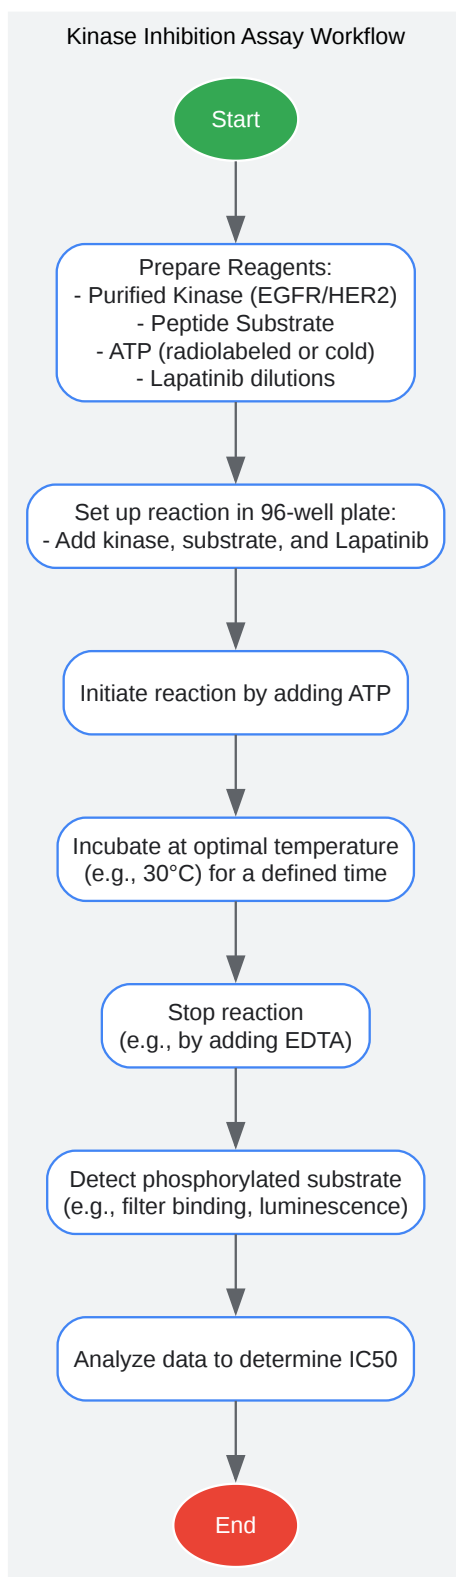 Kinase Inhibition Assay Workflow
Start
Prepare Reagents:
- Purified Kinase (EGFR/HER2)
- Peptide Substrate
- ATP (radiolabeled or cold)
- Lapatinib dilutions
Set up reaction in 96-well plate:
- Add kinase, substrate, and Lapatinib
Initiate reaction by adding ATP
Incubate at optimal temperature
(e.g., 30°C) for a defined time
Stop reaction
(e.g., by adding EDTA)
Detect phosphorylated substrate
(e.g., filter binding, luminescence)
Analyze data to determine IC50
End